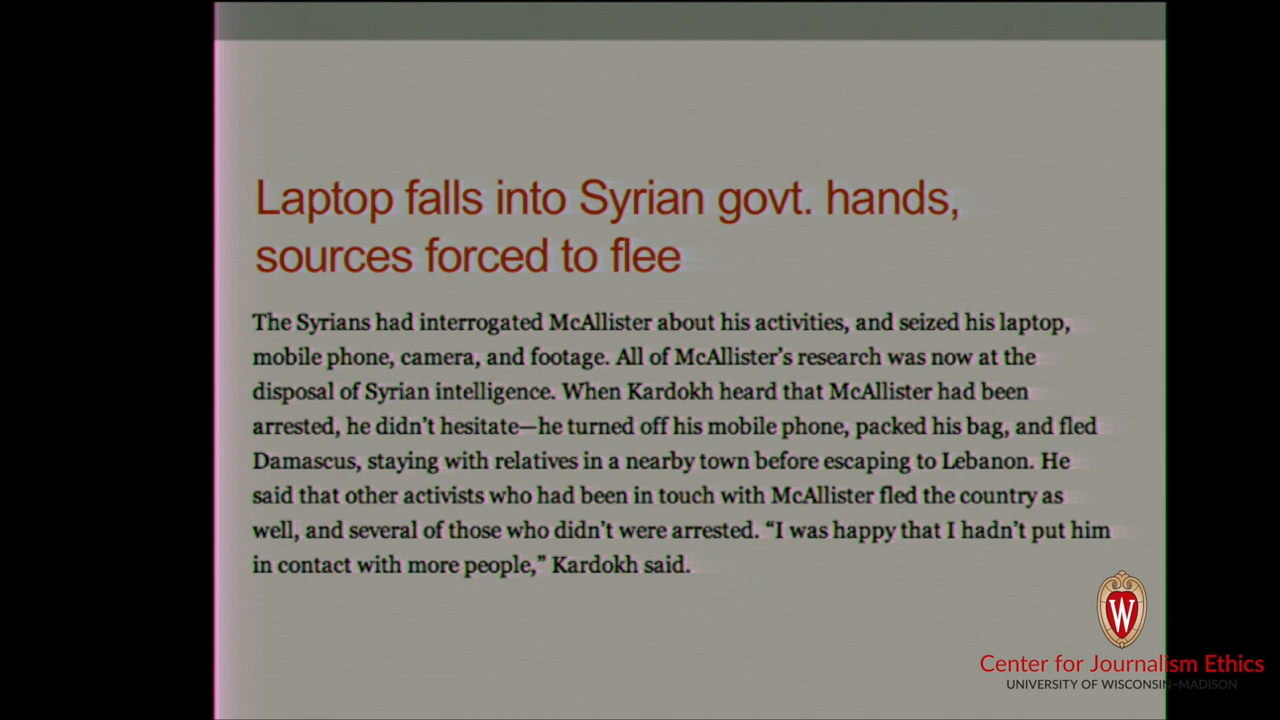 Laptop falls into Syrian govt. hands,
sources forced to flee
The Syrians had interrogated McAllister about his activities, and seized his laptop,
mobile phone, camera, and footage. All of McAllister’s research was now at the
disposal of Syrian intelligence. When Kardokh heard that McAllister had been
arrested, he didn’t hesitate—he turned off his mobile phone, packed his bag, and fled
Damascus, staying with relatives in a nearby town before escaping to Lebanon. He
said that other activists who had been in touch with McAllister fled the country as
well, and several of those who didn’t were arrested. “I was happy that I hadn’t put him
in contact with more people,” Kardokh said.
W
Center for Journalism Ethics
UNIVERSITY OF WISCONSIN–MADISON